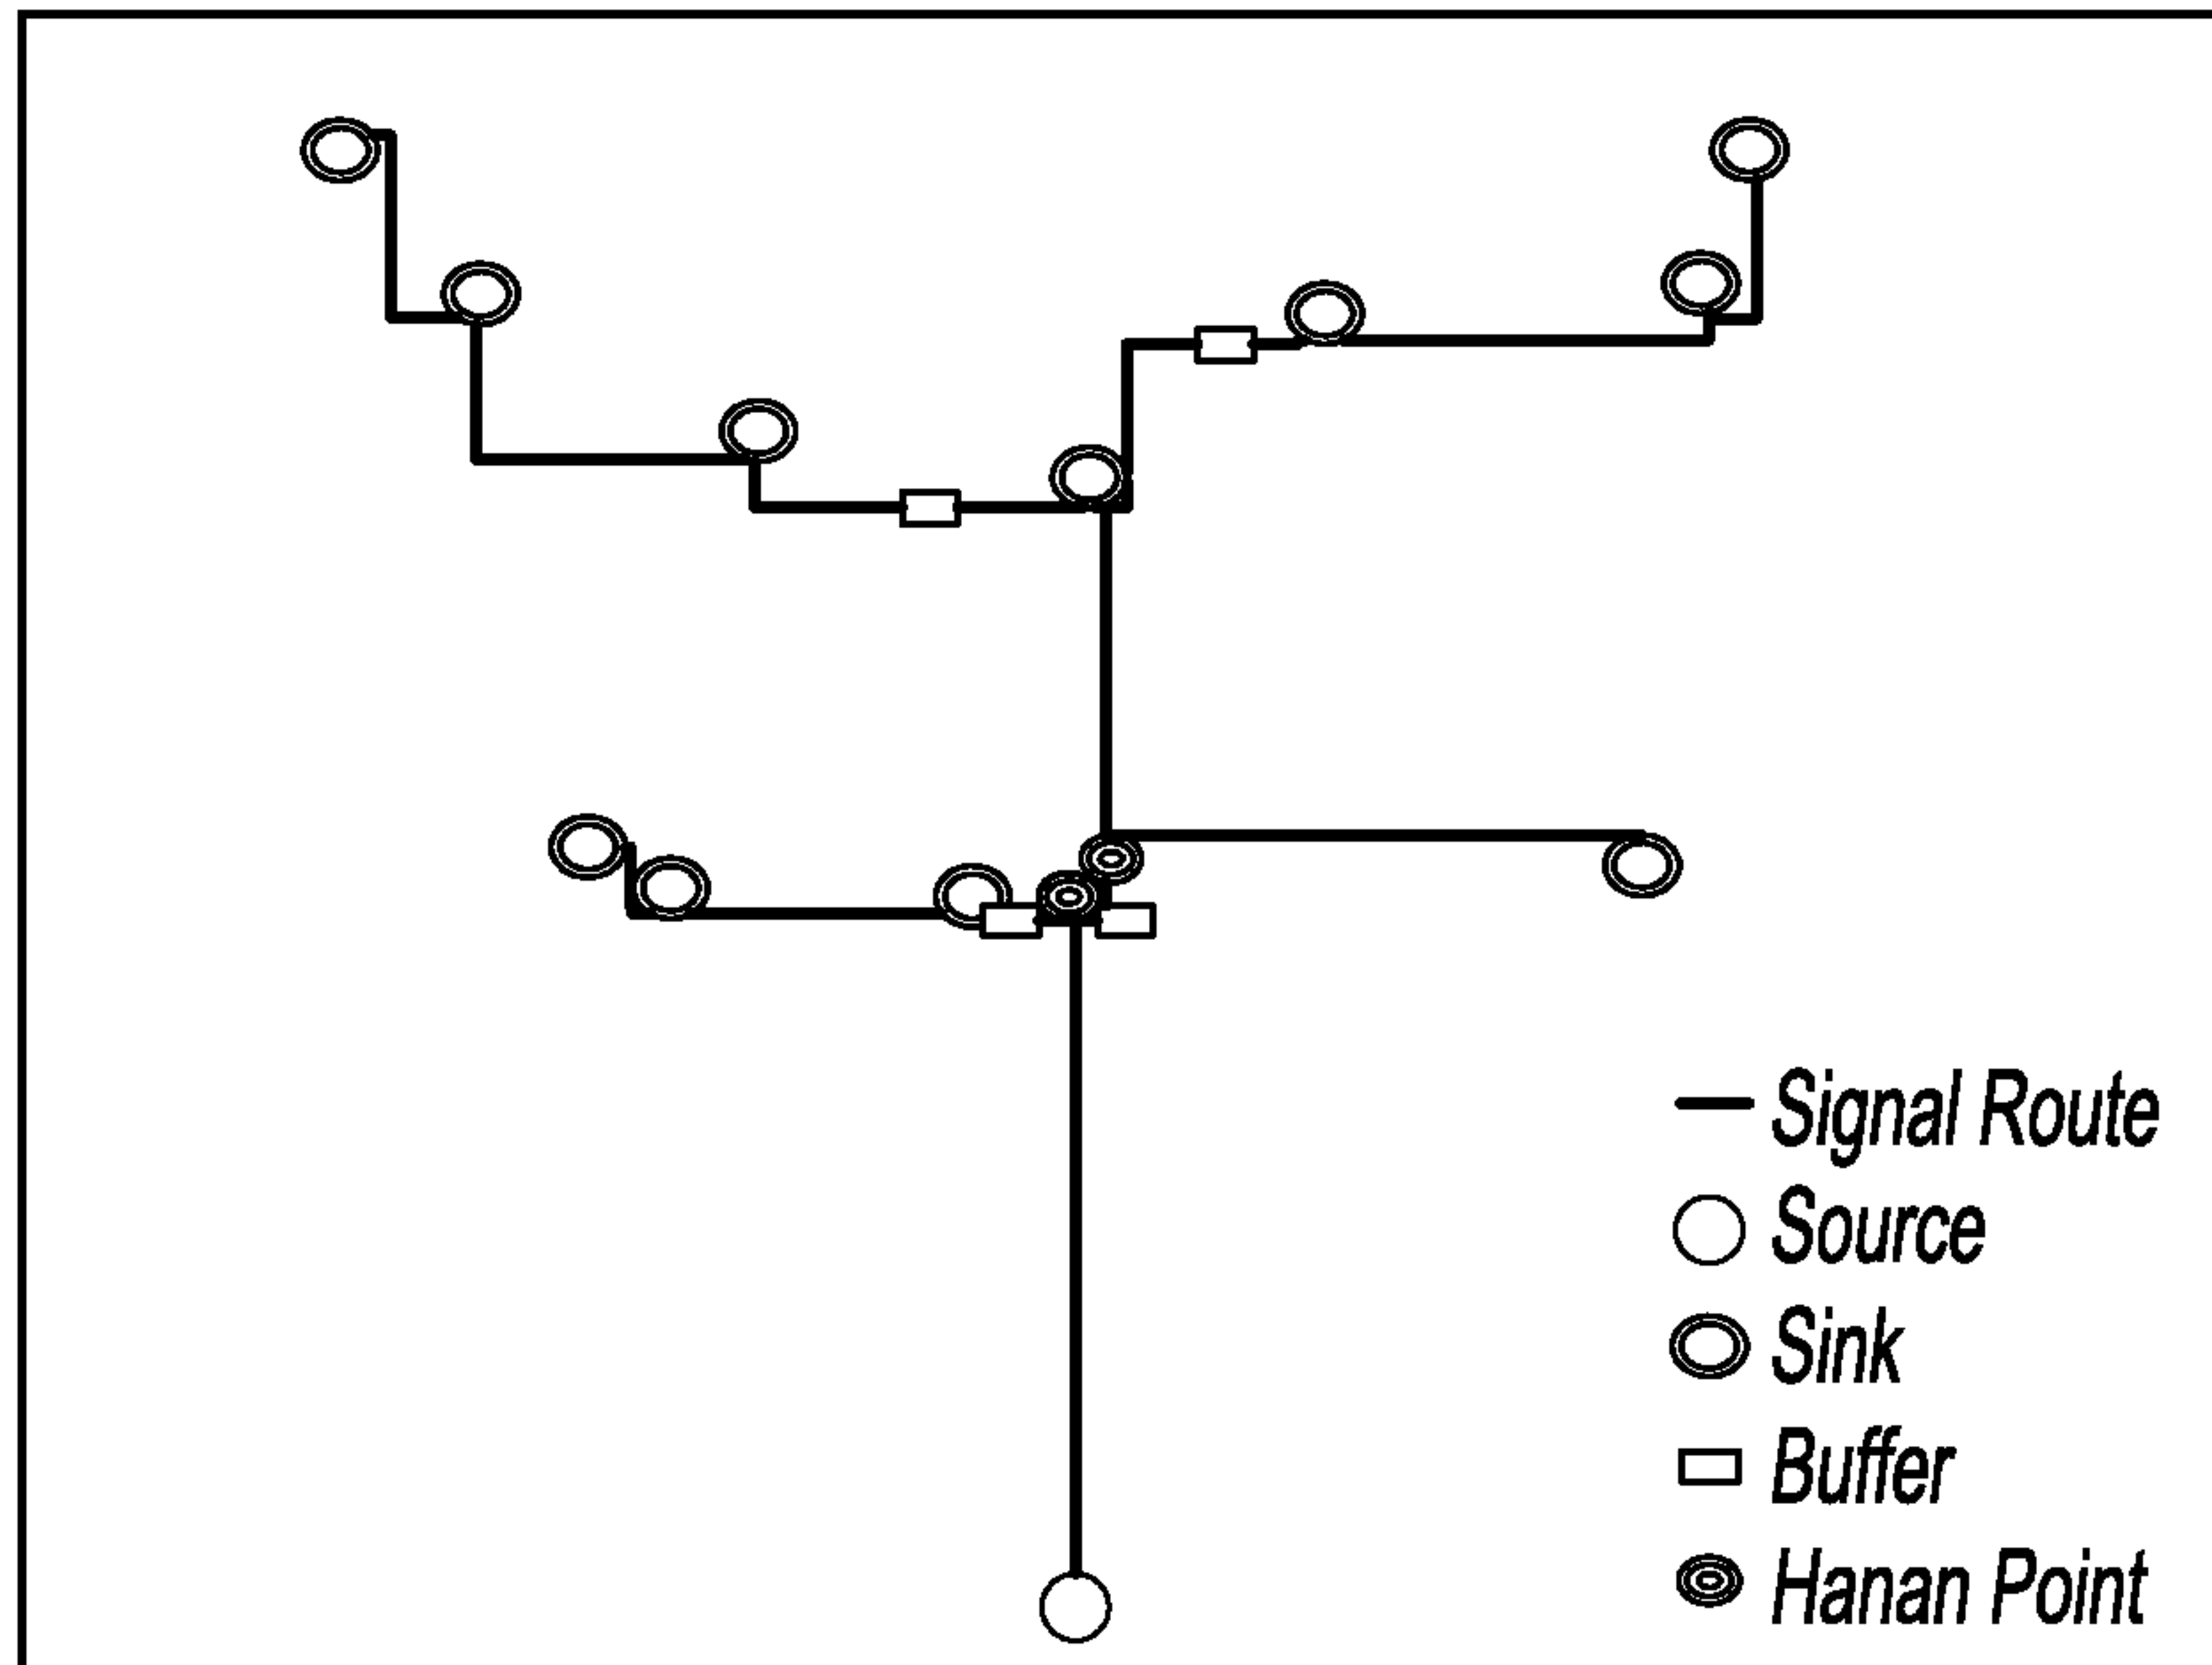 Signal Route
Source
Sink
Buffer
Hanan Point